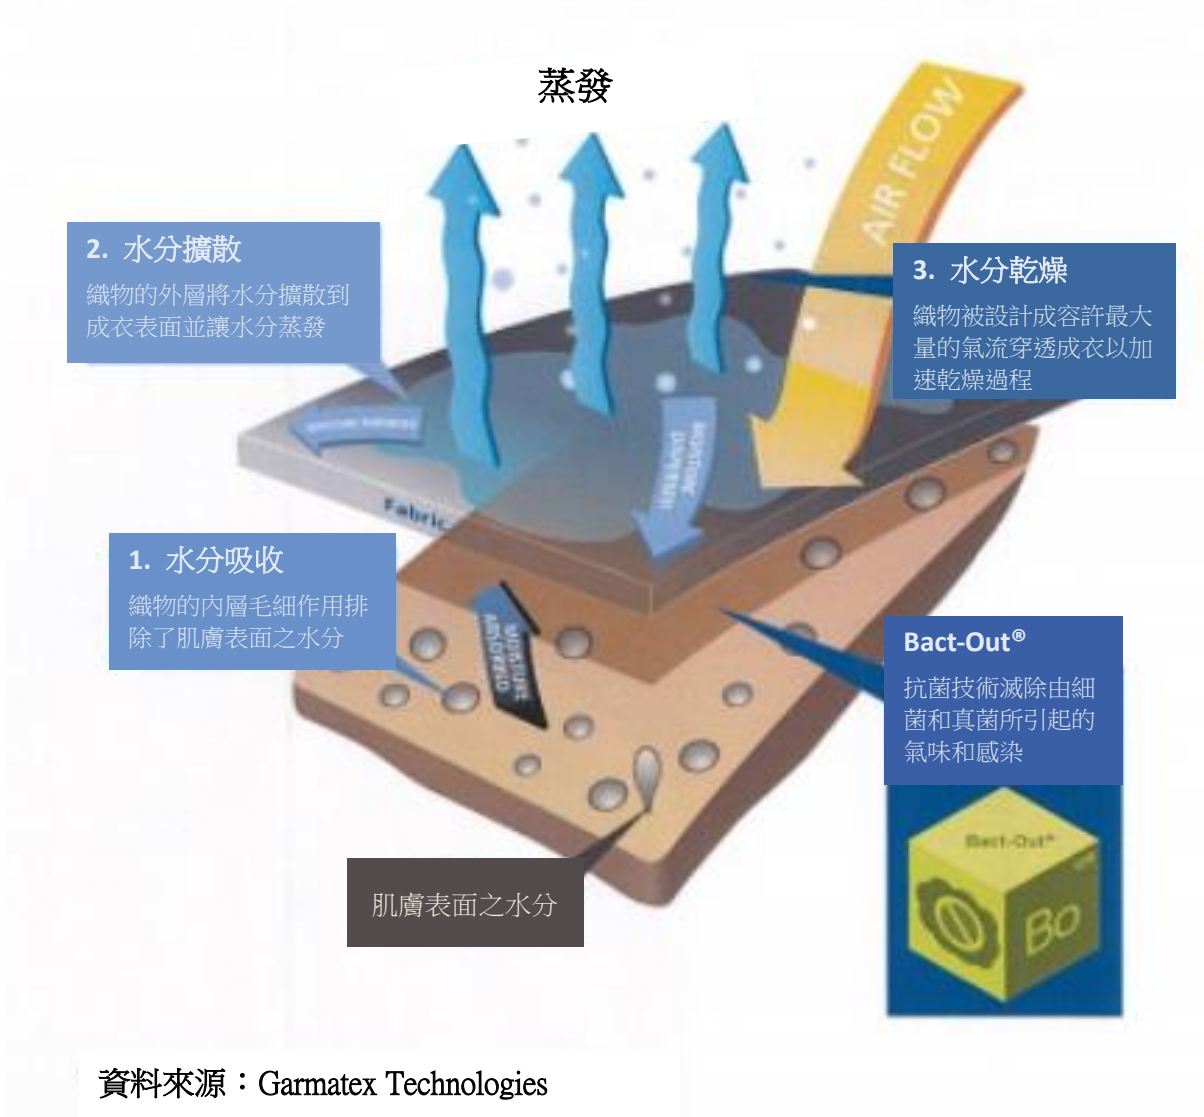 蒸發
AIR FLOW
2. 水分擴散
織物的外層將水分擴散到
成衣表面並讓水分蒸發
3. 水分乾燥
織物被設計成容許最大
量的氣流穿透成衣以加
速乾燥過程
Fabric
1. 水分吸收
織物的內層毛細作用排
除了肌膚表面之水分
MOISTURE
ABSORBED
Bact-Out®
抗菌技術滅除由細
菌和真菌所引起的
氣味和感染
Bact-Out®
Bo
肌膚表面之水分
資料來源：Garmatex Technologies